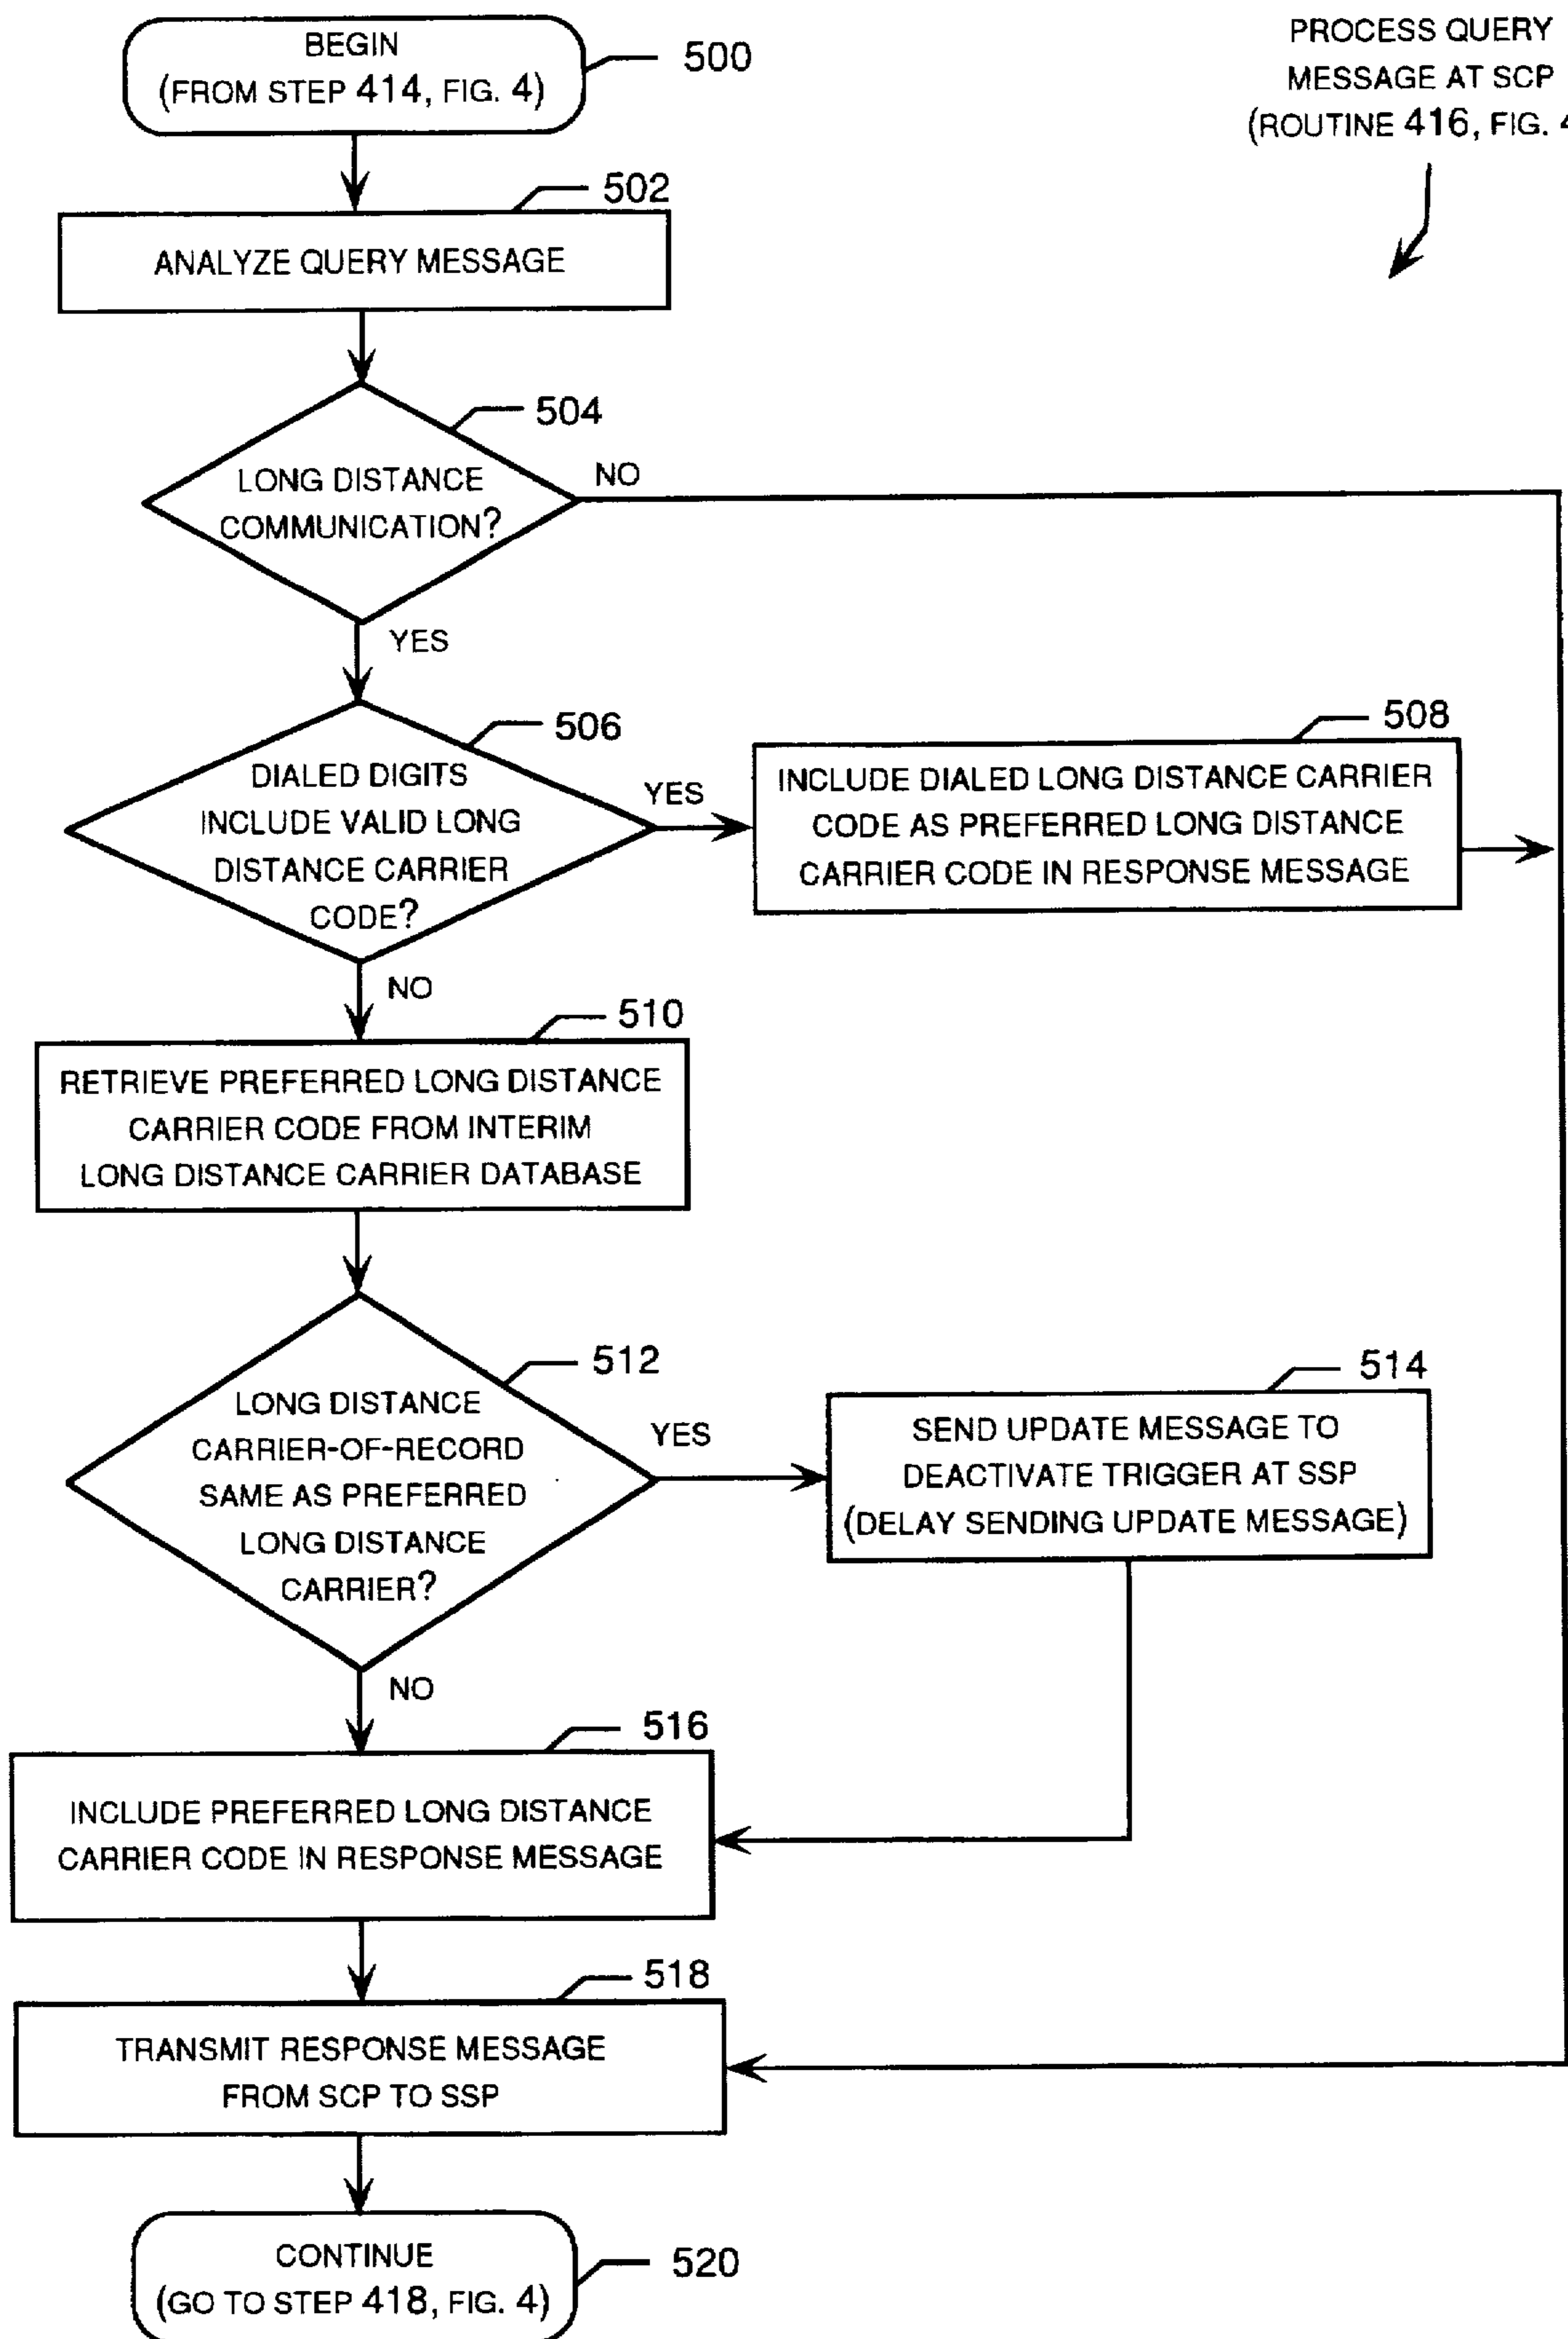 BEGIN
(FROM STEP 414, FIG. 4)
500
PROCESS QUERY
MESSAGE AT SCP
(ROUTINE 416, FIG. 4
502
ANALYZE QUERY MESSAGE
504
LONG DISTANCE
COMMUNICATION?
NO
YES
506
DIALED DIGITS
INCLUDE VALID LONG
DISTANCE CARRIER
CODE?
YES
508
INCLUDE DIALED LONG DISTANCE CARRIER
CODE AS PREFERRED LONG DISTANCE
CARRIER CODE IN RESPONSE MESSAGE
NO
510
RETRIEVE PREFERRED LONG DISTANCE
CARRIER CODE FROM INTERIM
LONG DISTANCE CARRIER DATABASE
512
LONG DISTANCE
CARRIER-OF-RECORD
SAME AS PREFERRED
LONG DISTANCE
CARRIER?
YES
514
SEND UPDATE MESSAGE TO
DEACTIVATE TRIGGER AT SSP
(DELAY SENDING UPDATE MESSAGE)
NO
516
INCLUDE PREFERRED LONG DISTANCE
CARRIER CODE IN RESPONSE MESSAGE
518
TRANSMIT RESPONSE MESSAGE
FROM SCP TO SSP
CONTINUE
(GO TO STEP 418, FIG. 4)
520